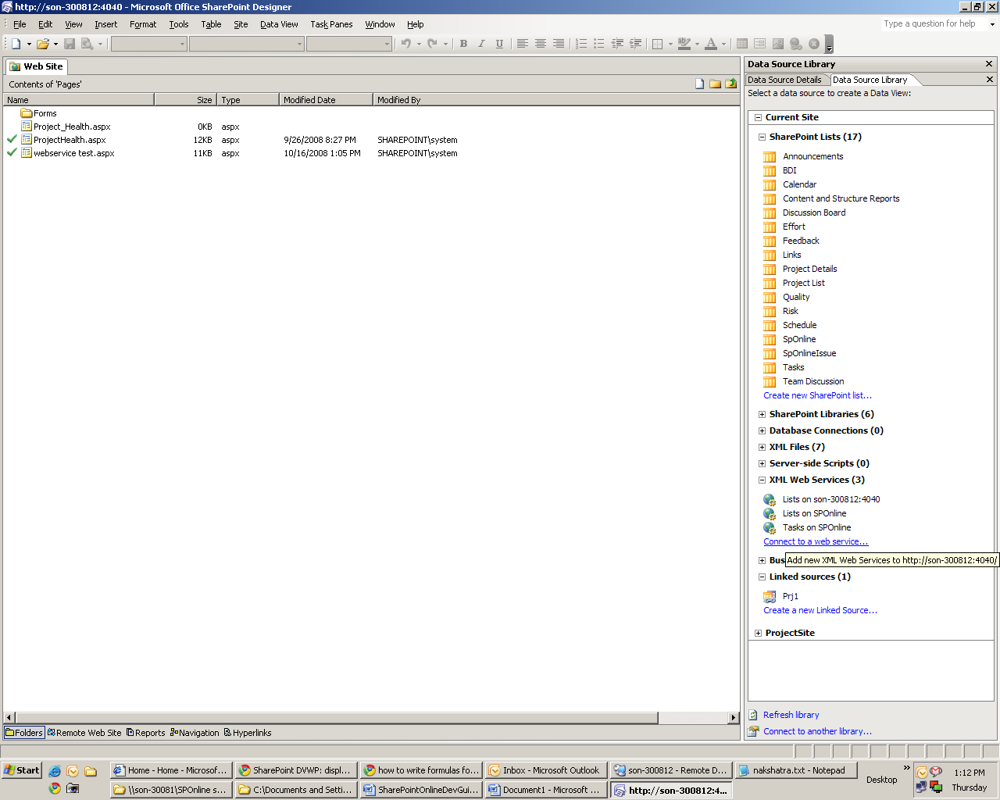 http://son-300812:4040 - Microsoft Office SharePoint Designer
File Edit View Insert Format Tools Table Site Data View Task Panes Window Help
Type a question for help
B I U
Web Site
Contents of 'Pages'
Name Size Type Modified Date Modified By
Forms
Project_Health.aspx 0KB aspx
ProjectHealth.aspx 12KB aspx 9/26/2008 8:27 PM SHAREPOINT\system
webservice test.aspx 11KB aspx 10/16/2008 1:05 PM SHAREPOINT\system
Folders Remote Web Site Reports Navigation Hyperlinks
Data Source Library
Data Source Details Data Source Library
Select a data source to create a Data View:
Current Site
SharePoint Lists (17)
Announcements
BDI
Calendar
Content and Structure Reports
Discussion Board
Effort
Feedback
Links
Project Details
Project List
Quality
Risk
Schedule
SpOnline
SpOnlineIssue
Tasks
Team Discussion
Create new SharePoint list...
SharePoint Libraries (6)
Database Connections (0)
XML Files (7)
Server-side Scripts (0)
XML Web Services (3)
Lists on son-300812:4040
Lists on SPOnline
Tasks on SPOnline
Connect to a web service...
Bus
Add new XML Web Services to http://son-300812:4040/
Linked sources (1)
Prj1
Create a new Linked Source...
ProjectSite
Refresh library
Connect to another library...
Start
Home - Home - Microsof... SharePoint DVWP: displ... how to write formulas fo... Inbox - Microsoft Outlook son-300812 - Remote D... nakshatra.txt - Notepad
\\son-30081\SPOnline s... C:\Documents and Setti... SharePointOnlineDevGui... Document1 - Microsoft ... http://son-300812:4...
Desktop
1:12 PM
Thursday